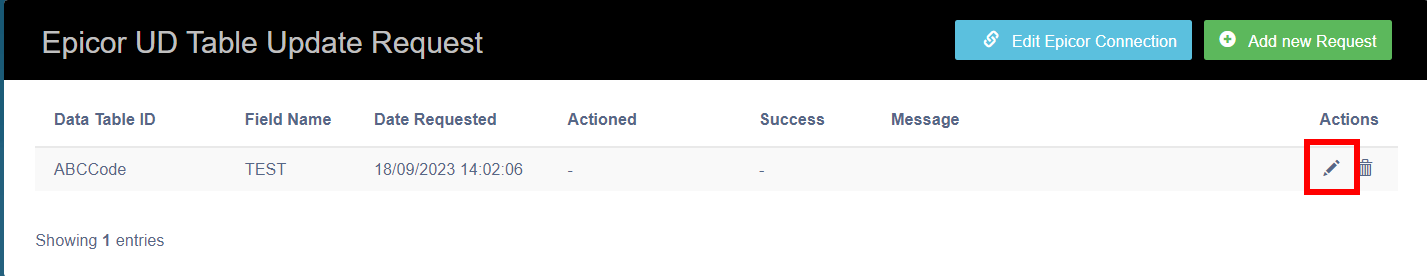 Epicor UD Table Update Request
Edit Epicor Connection
Add new Request
Data Table ID Field Name Date Requested Actioned Success Message Actions
ABCCode TEST 18/09/2023 14:02:06 - -
Showing 1 entries